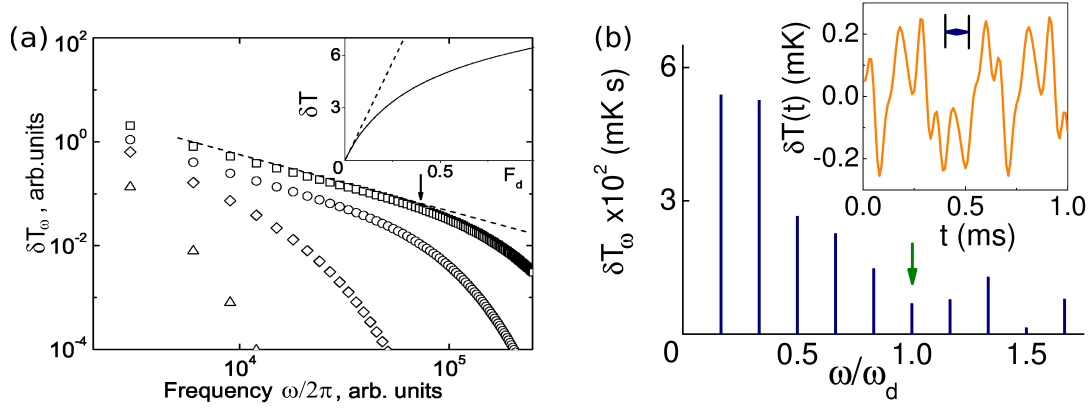 (a)
10²
10⁰
10⁻²
10⁻⁴
δT_ω , arb.units
10⁴
10⁵
Frequency ω/2π, arb. units
6
3
0
δT
0.5
F_d
(b)
6
3
0
δT_ω x10² (mK s)
0.5
1.0
1.5
ω/ω_d
0.2
0.0
-0.2
δT(t) (mK)
0.0
0.5
1.0
t (ms)